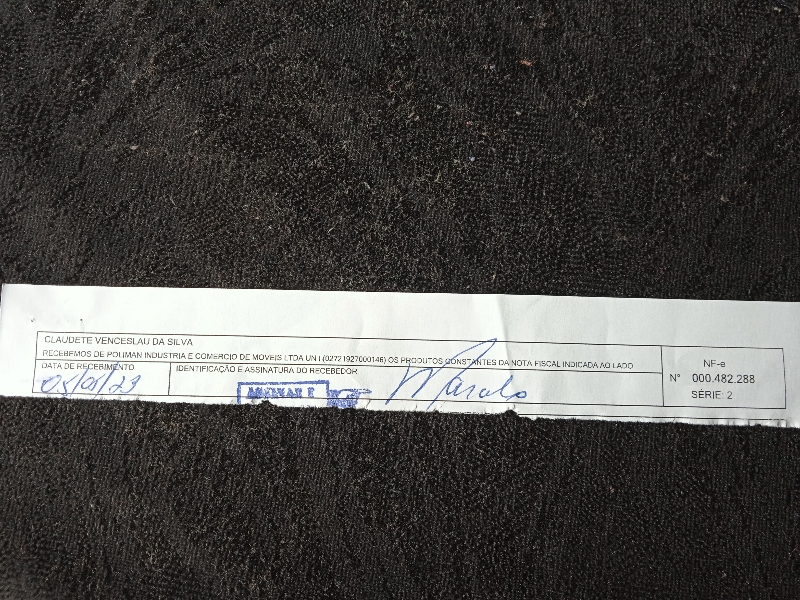 CLAUDETE VENCESLAU DA SILVA
RECEBEMOS DE POLIMAN INDUSTRIA E COMERCIO DE MOVEIS LTDA UN I (02721927000146) OS PRODUTOS CONSTANTES DA NOTA FISCAL INDICADA AO LADO
DATA DE RECEBIMENTO
IDENTIFICAÇÃO E ASSINATURA DO RECEBEDOR
NF-e
N° 000.482.288
SÉRIE: 2